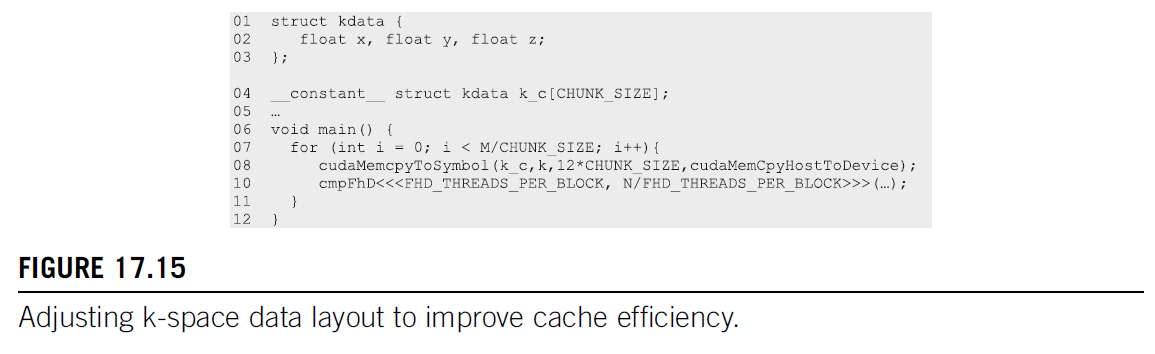 01 struct kdata {
02 float x, float y, float z;
03 };
04 __constant__ struct kdata k_c[CHUNK_SIZE];
05 …
06 void main() {
07 for (int i = 0; i < M/CHUNK_SIZE; i++){
08 cudaMemcpyToSymbol(k_c,k,12*CHUNK_SIZE,cudaMemCpyHostToDevice);
10 cmpFhD<<<FHD_THREADS_PER_BLOCK, N/FHD_THREADS_PER_BLOCK>>>(…);
11 }
12 }
FIGURE 17.15
Adjusting k-space data layout to improve cache efficiency.